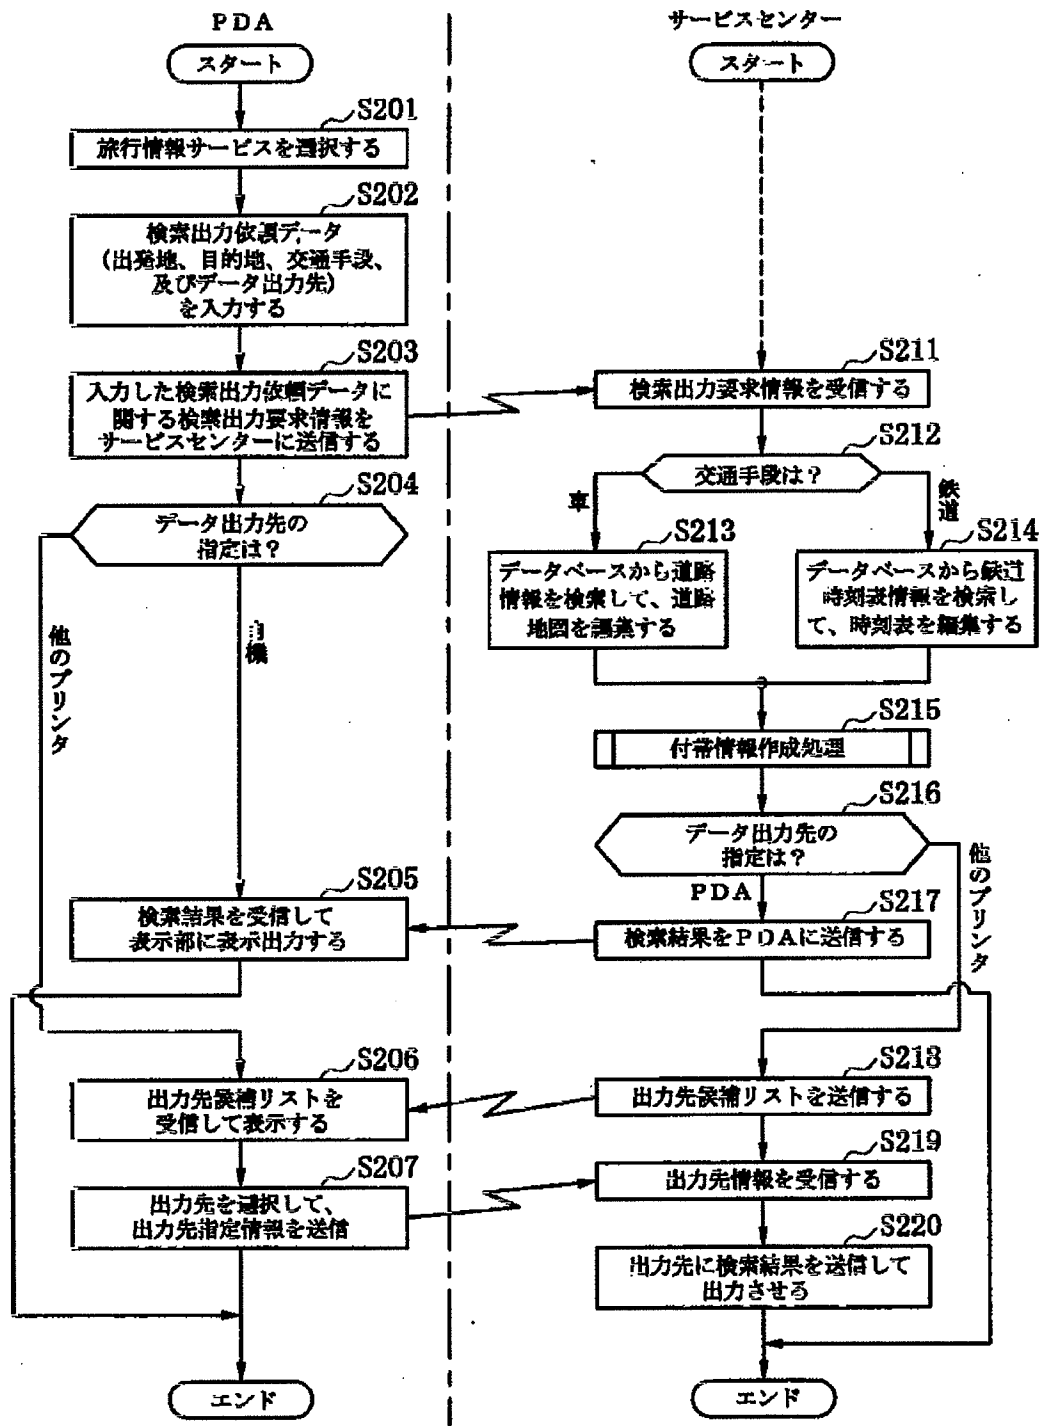 PDA
スタート
S201
旅行情報サービスを選択する
S202
検索出力依頼データ
(出発地、目的地、交通手段、
及びデータ出力先)
を入力する
S203
入力した検索出力依頼データに
関する検索出力要求情報を
サービスセンターに送信する
S204
データ出力先の
指定は?
他のプリンタ
自機
S205
検索結果を受信して
表示部に表示出力する
S206
出力先候補リストを
受信して表示する
S207
出力先を選択して、
出力先指定情報を送信
エンド
サービスセンター
スタート
S211
検索出力要求情報を受信する
S212
交通手段は?
車
鉄道
S213
データベースから道路
情報を検索して、道路
地図を編集する
S214
データベースから鉄道
時刻表情報を検索し
て、時刻表を編集する
S215
付帯情報作成処理
S216
データ出力先の
指定は?
PDA
他のプリンタ
S217
検索結果をPDAに送信する
S218
出力先候補リストを送信する
S219
出力先情報を受信する
S220
出力先に検索結果を送信して
出力させる
エンド